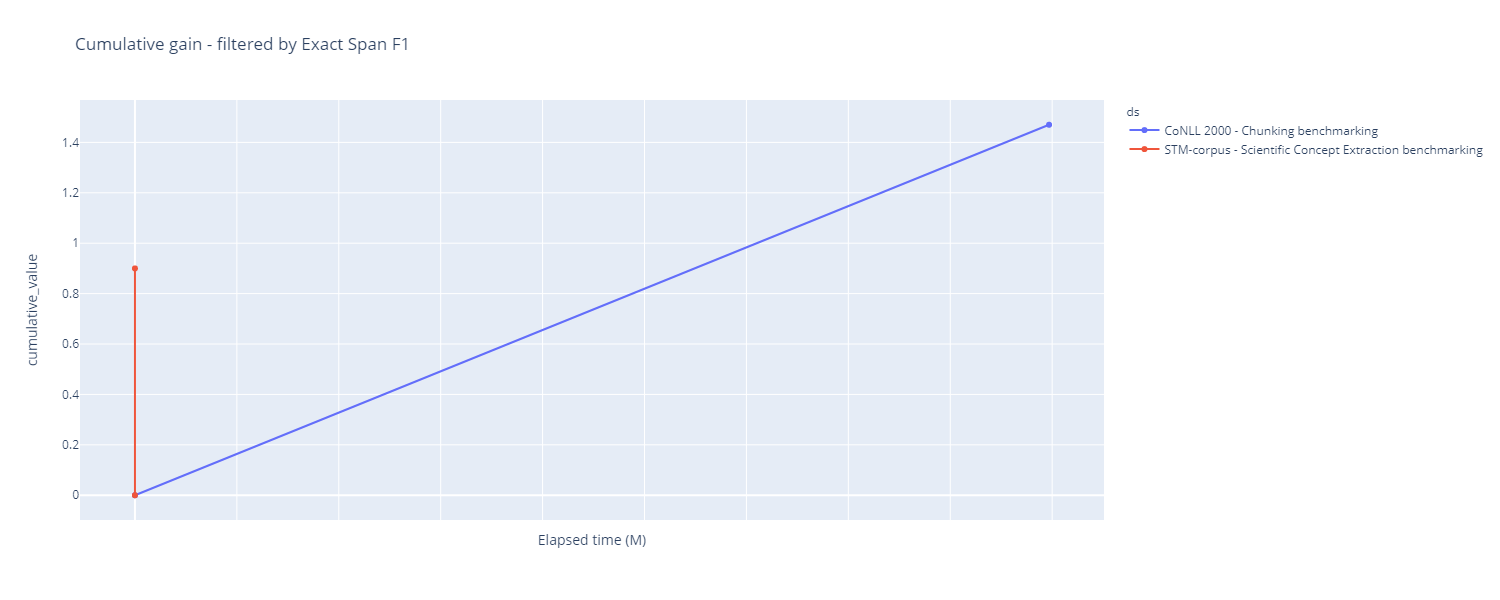 Cumulative gain - filtered by Exact Span F1
ds
CoNLL 2000 - Chunking benchmarking
STM-corpus - Scientific Concept Extraction benchmarking
cumulative_value
1.4
1.2
1
0.8
0.6
0.4
0.2
0
Elapsed time (M)